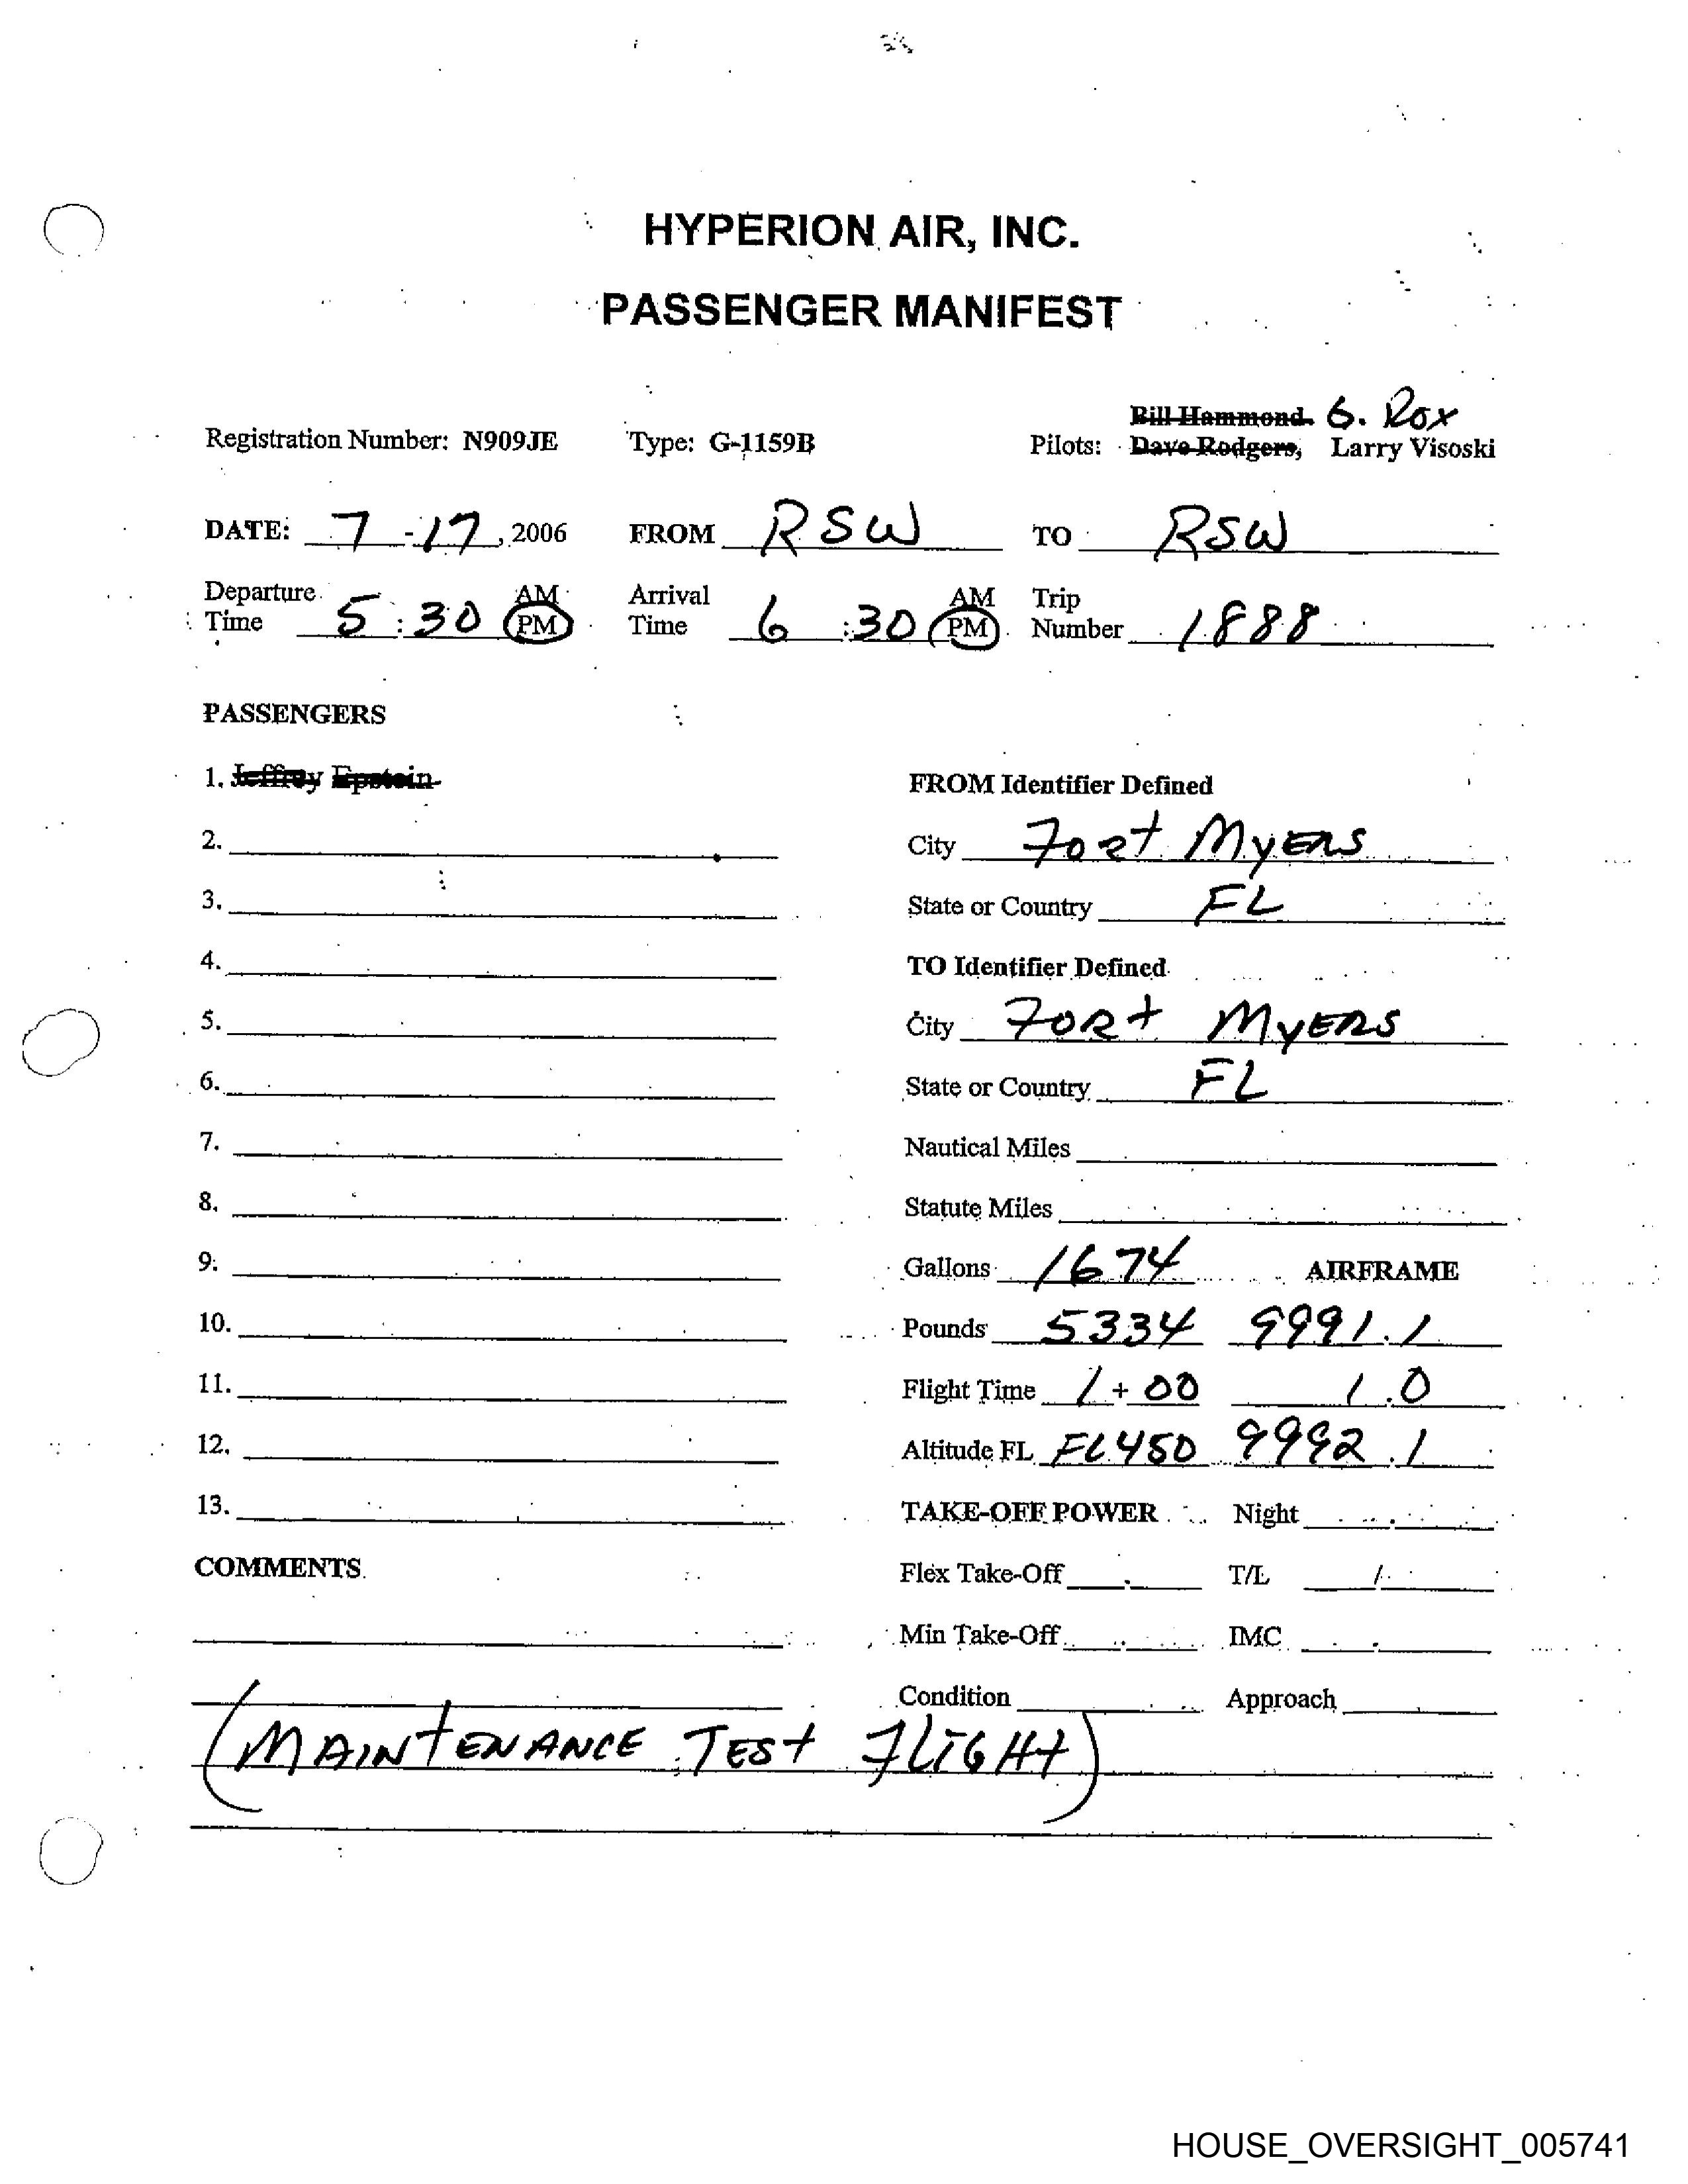 HYPERION AIR, INC.
PASSENGER MANIFEST
Bill Hammond. G. Rox
Registration Number: N909JE Type: G-1159B Pilots: Dave Rodgers, Larry Visoski
DATE: 7-17, 2006 FROM RSW TO RSW
Departure Time 5:30 AM PM Arrival Time 6:30 AM PM Trip Number 1888
PASSENGERS
1. Jeffrey Epstein
FROM Identifier Defined
2.
City Fort Myers
3.
State or Country FL
4.
TO Identifier Defined
5.
City Fort Myers
6.
State or Country FL
7.
Nautical Miles
8.
Statute Miles
9.
Gallons 1674 AIRFRAME
10.
Pounds 5334 9991.1
11.
Flight Time 1+00 1.0
12.
Altitude FL FL450 9992.1
13.
TAKE-OFF POWER Night
COMMENTS
Flex Take-Off T/L /
Min Take-Off IMC
Condition Approach
(MAINTENANCE TEST FLIGHT)
HOUSE_OVERSIGHT_005741